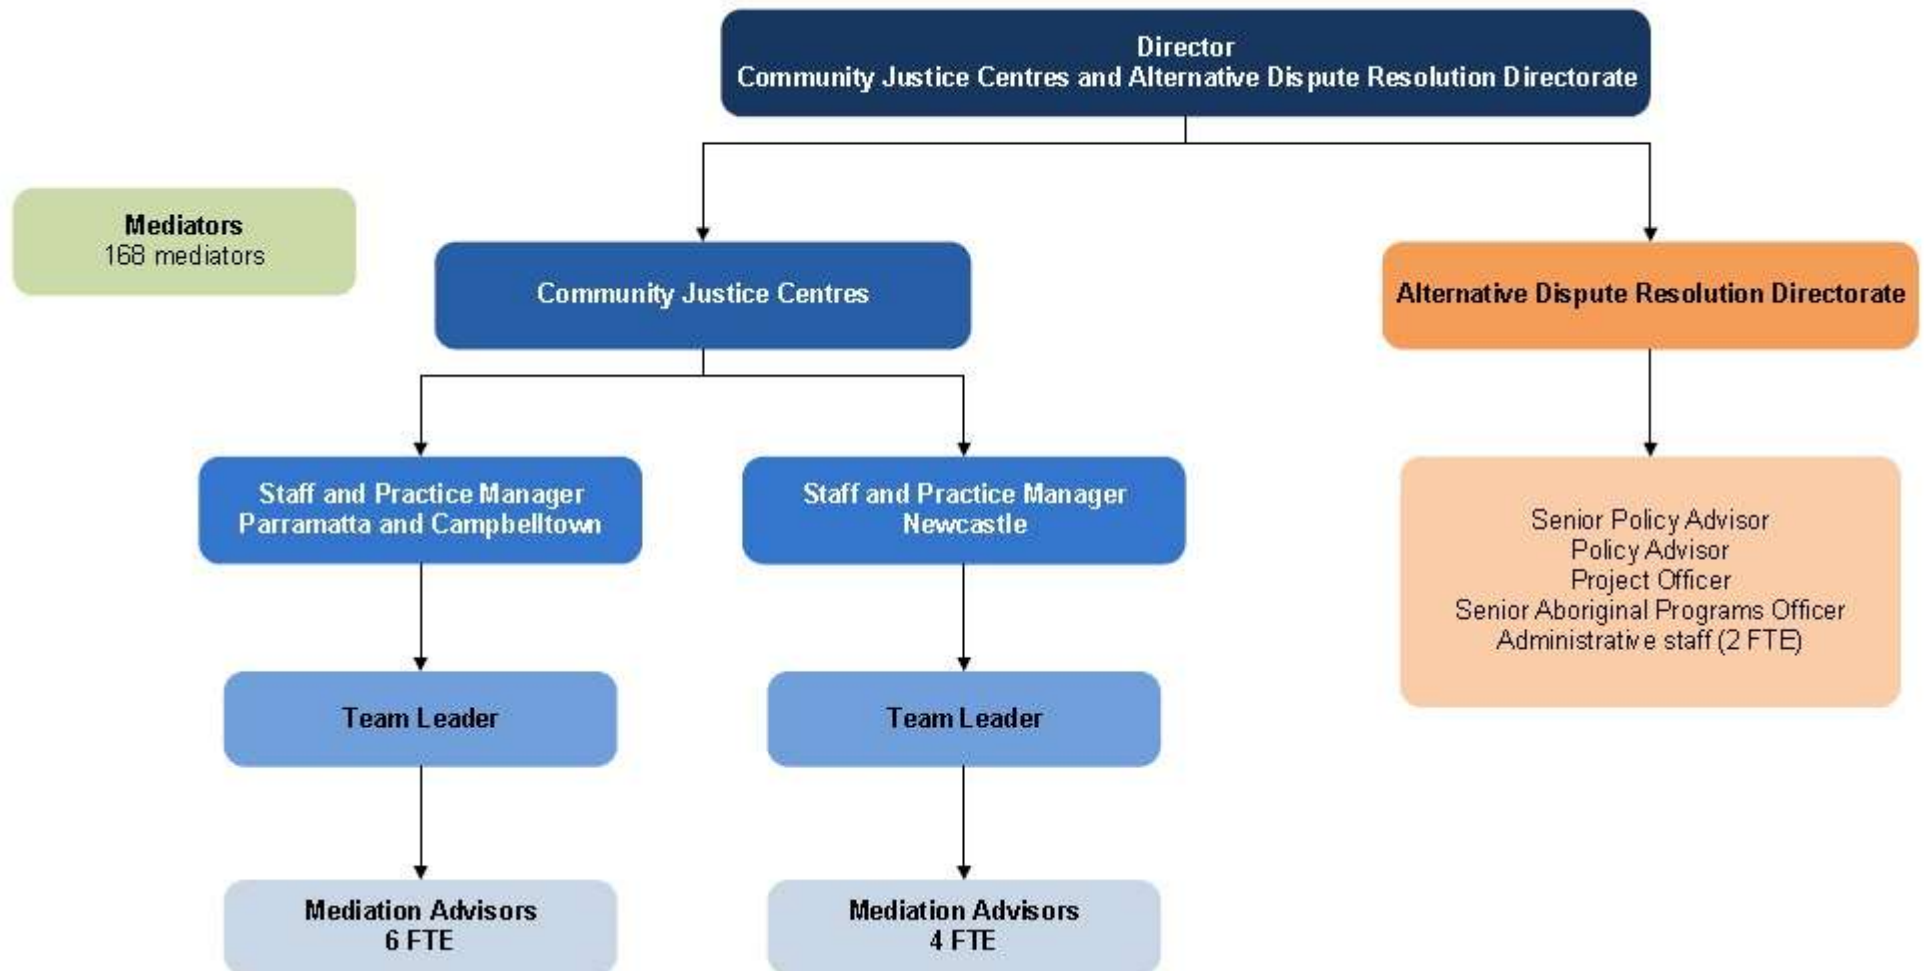 Director
Community Justice Centres and Alternative Dispute Resolution Directorate
Mediators
168 mediators
Community Justice Centres
Alternative Dispute Resolution Directorate
Staff and Practice Manager
Parramatta and Campbelltown
Staff and Practice Manager
Newcastle
Senior Policy Advisor
Policy Advisor
Project Officer
Senior Aboriginal Programs Officer
Administrative staff (2 FTE)
Team Leader
Team Leader
Mediation Advisors
6 FTE
Mediation Advisors
4 FTE